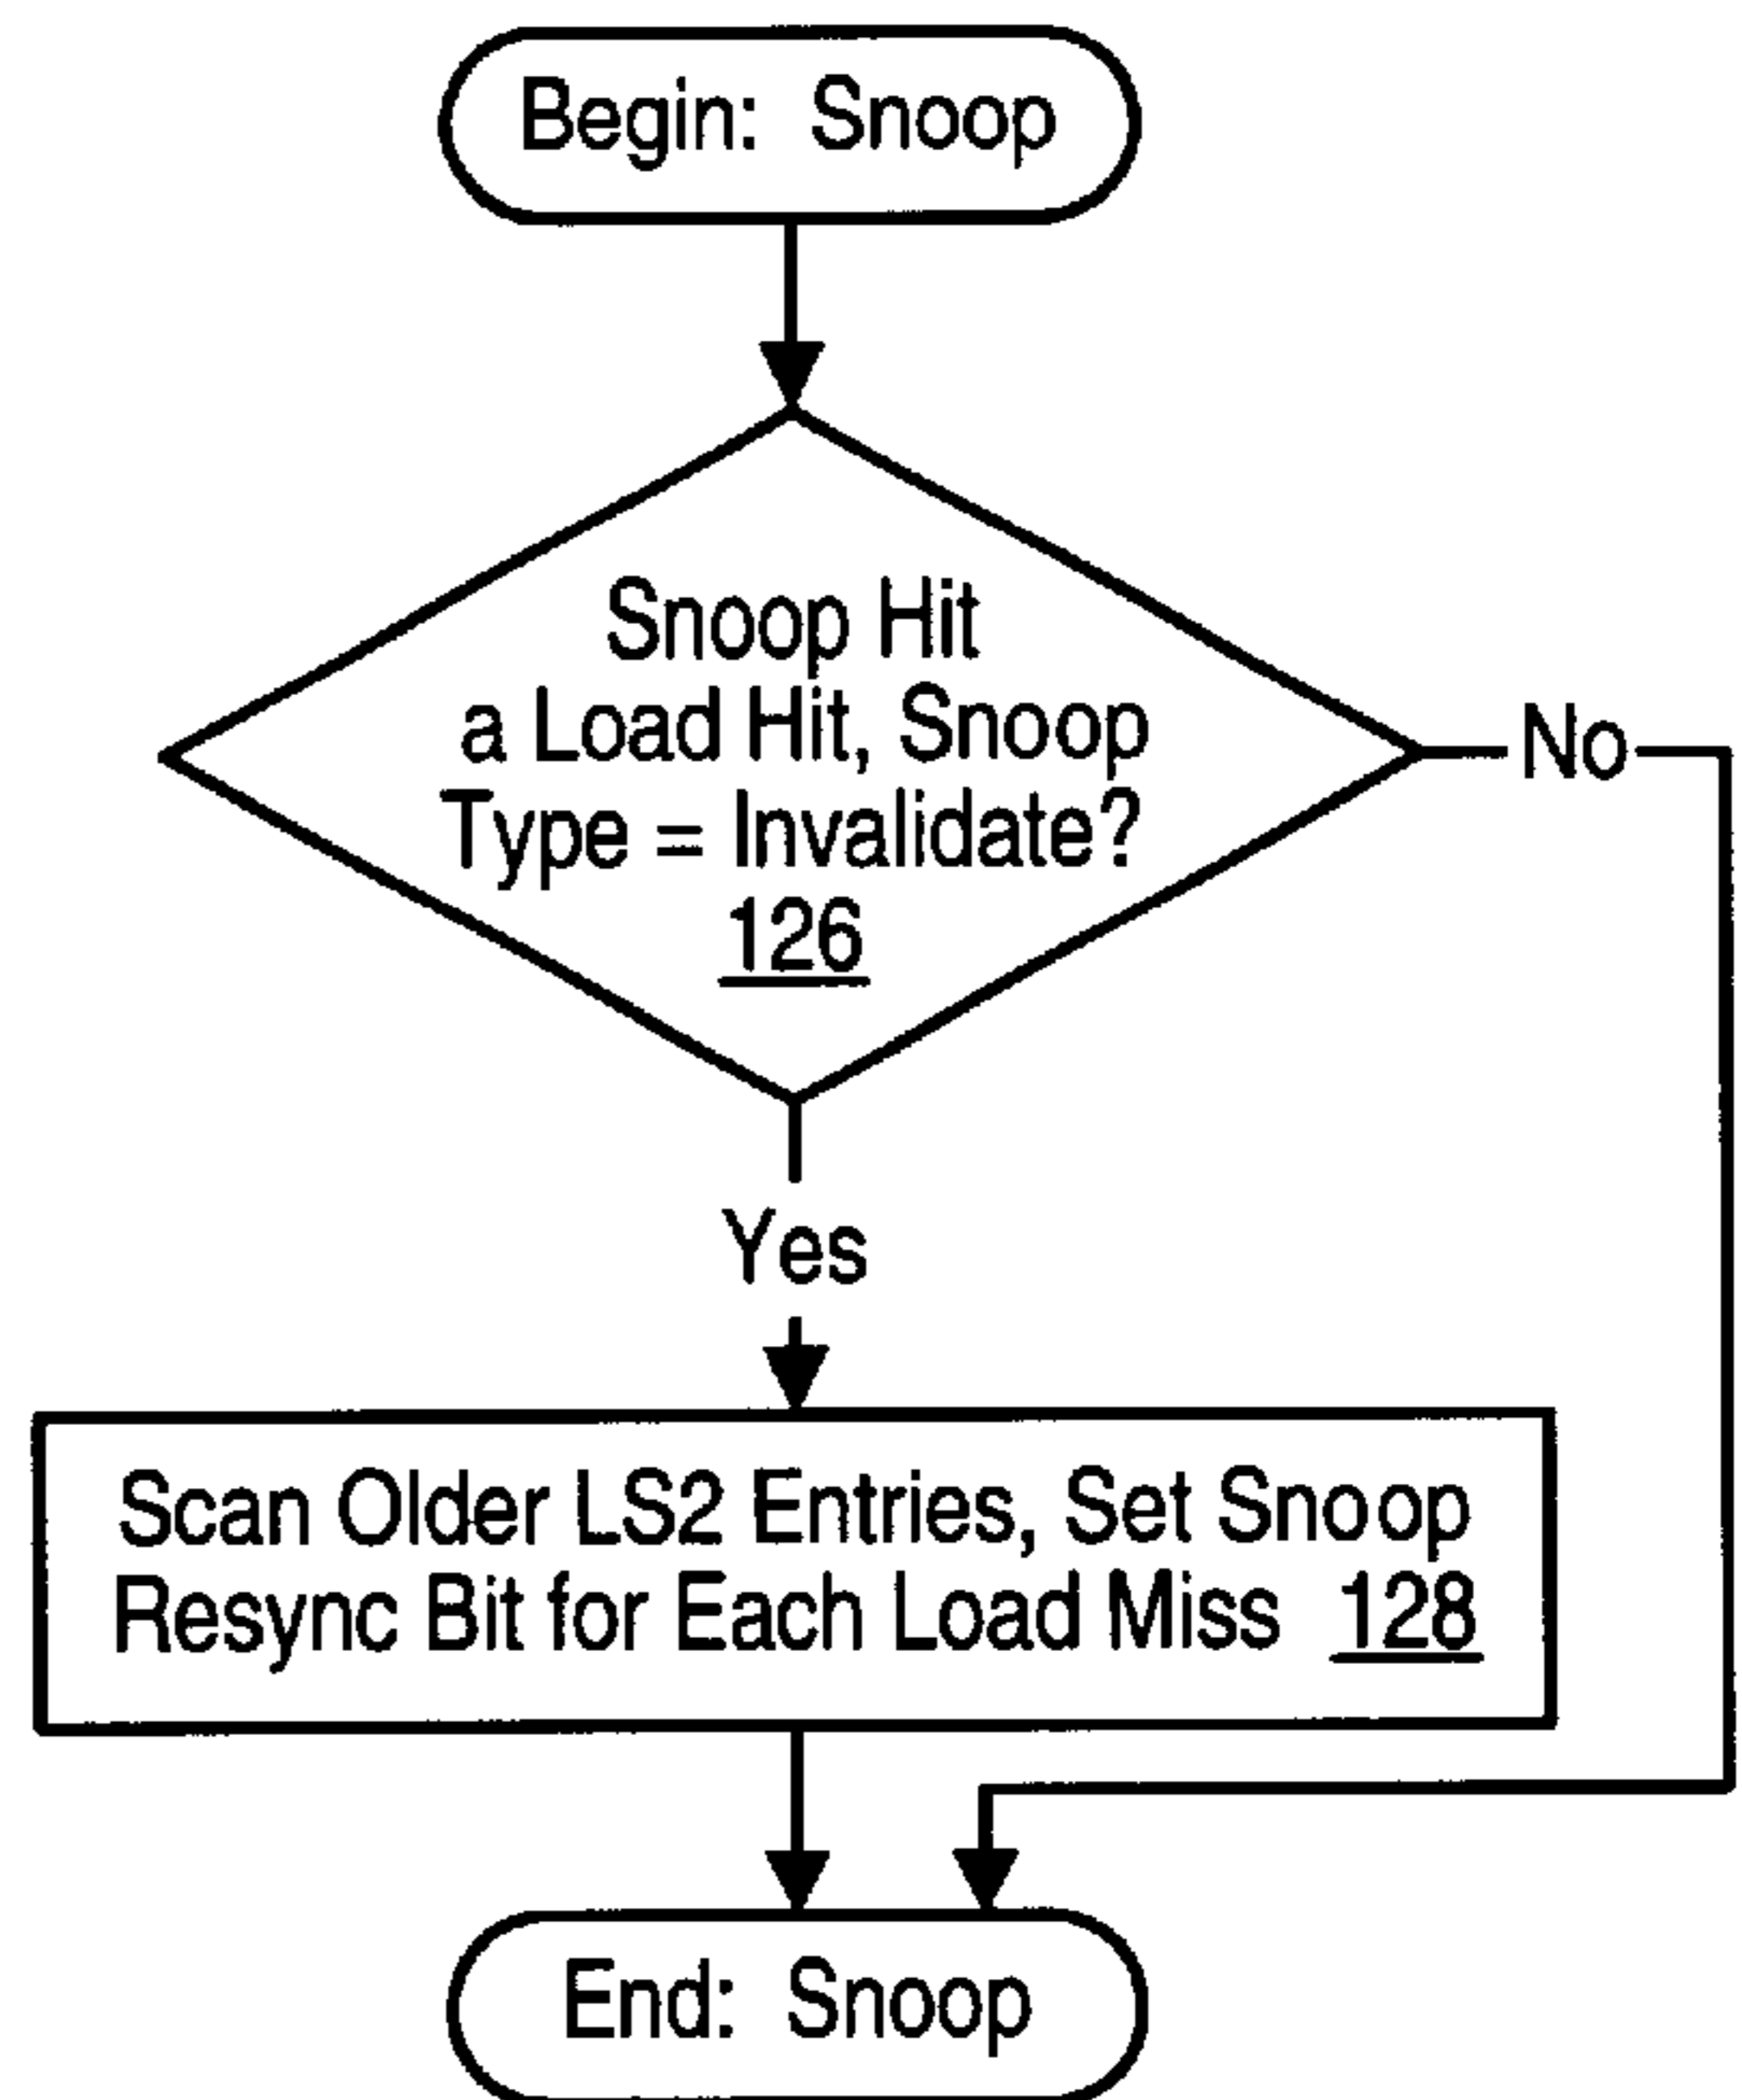 Begin: Snoop
Snoop Hit
a Load Hit, Snoop
Type = Invalidate?
126
No
Yes
Scan Older LS2 Entries, Set Snoop
Resync Bit for Each Load Miss 128
End: Snoop